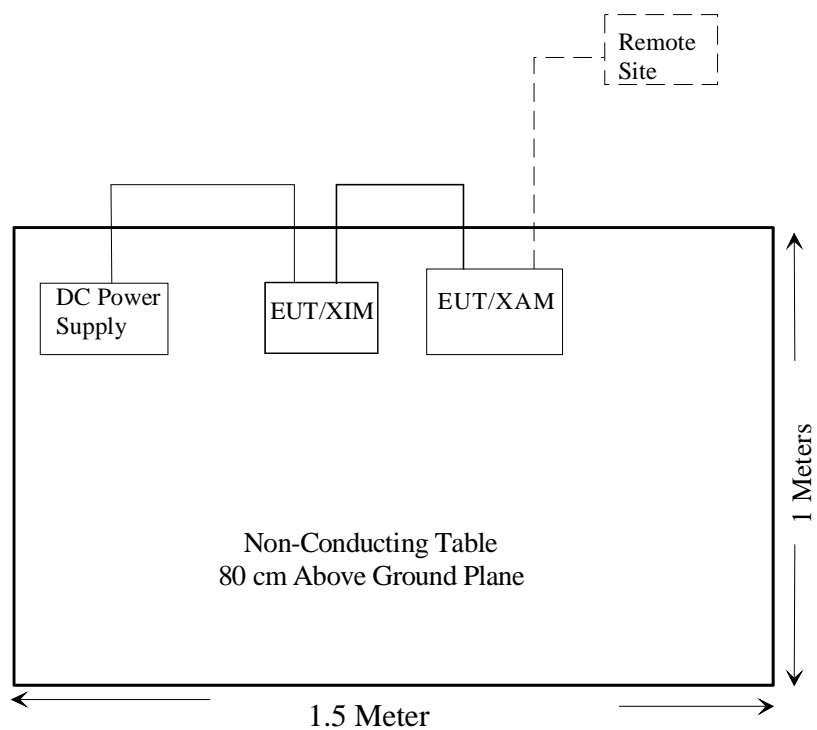 Remote
Site
DC Power
Supply
EUT/XIM
EUT/XAM
1 Meters
Non-Conducting Table
80 cm Above Ground Plane
1.5 Meter